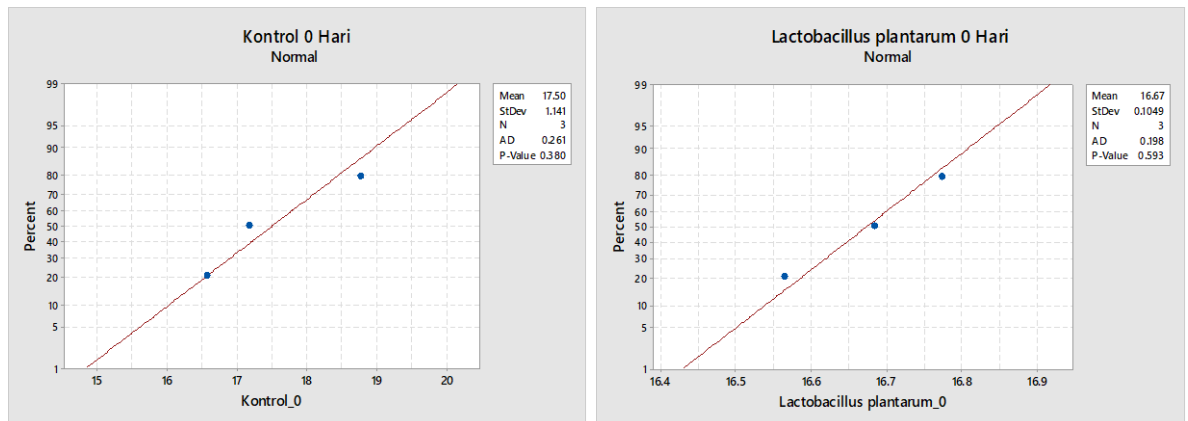 Kontrol 0 Hari
Normal
99
95
90
80
70
60
50
40
30
20
10
5
1
Percent
15 16 17 18 19 20
Kontrol_0
Mean 17.50
StDev 1.141
N 3
AD 0.261
P-Value 0.380
Lactobacillus plantarum 0 Hari
Normal
99
95
90
80
70
60
50
40
30
20
10
5
1
Percent
16.4 16.5 16.6 16.7 16.8 16.9
Lactobacillus plantarum_0
Mean 16.67
StDev 0.1049
N 3
AD 0.198
P-Value 0.593